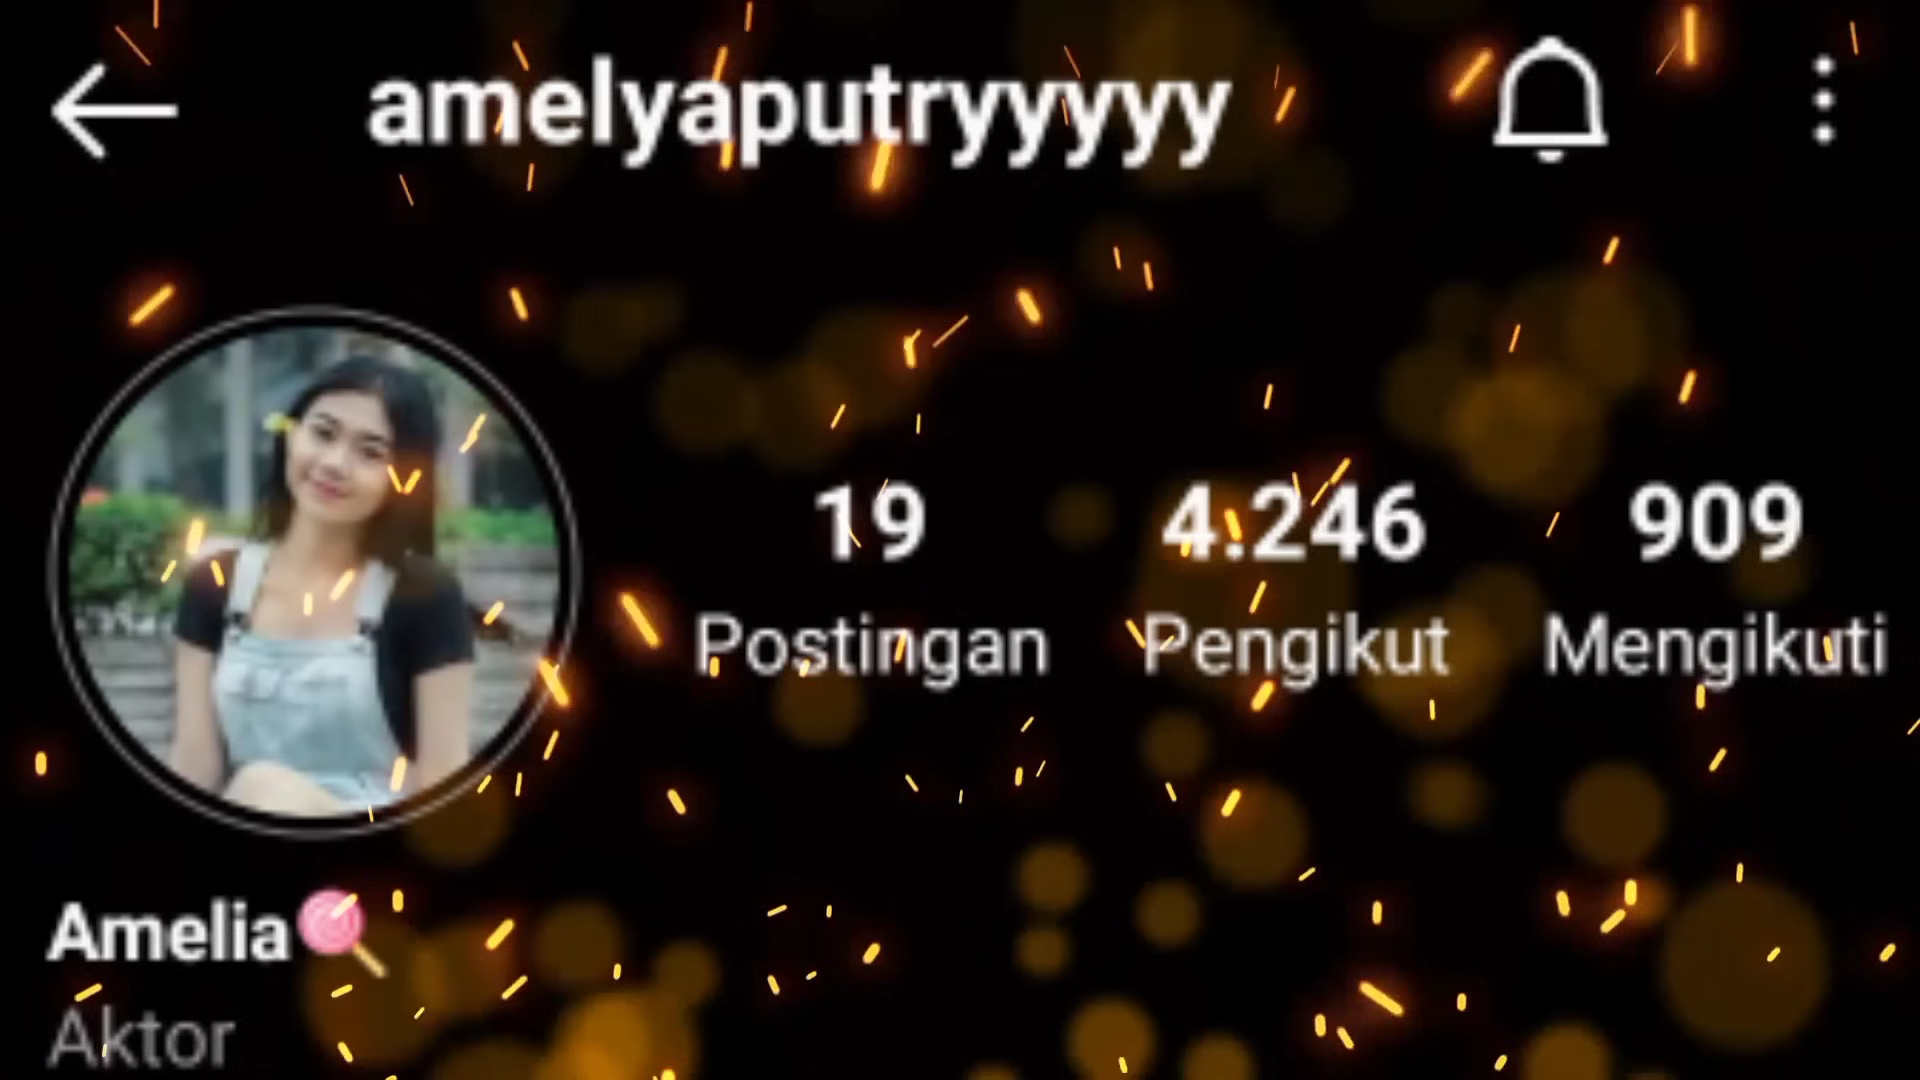 amelyaputryyyyy
19 4.246 909
Postingan Pengikut Mengikuti
Amelia🍭
Aktor